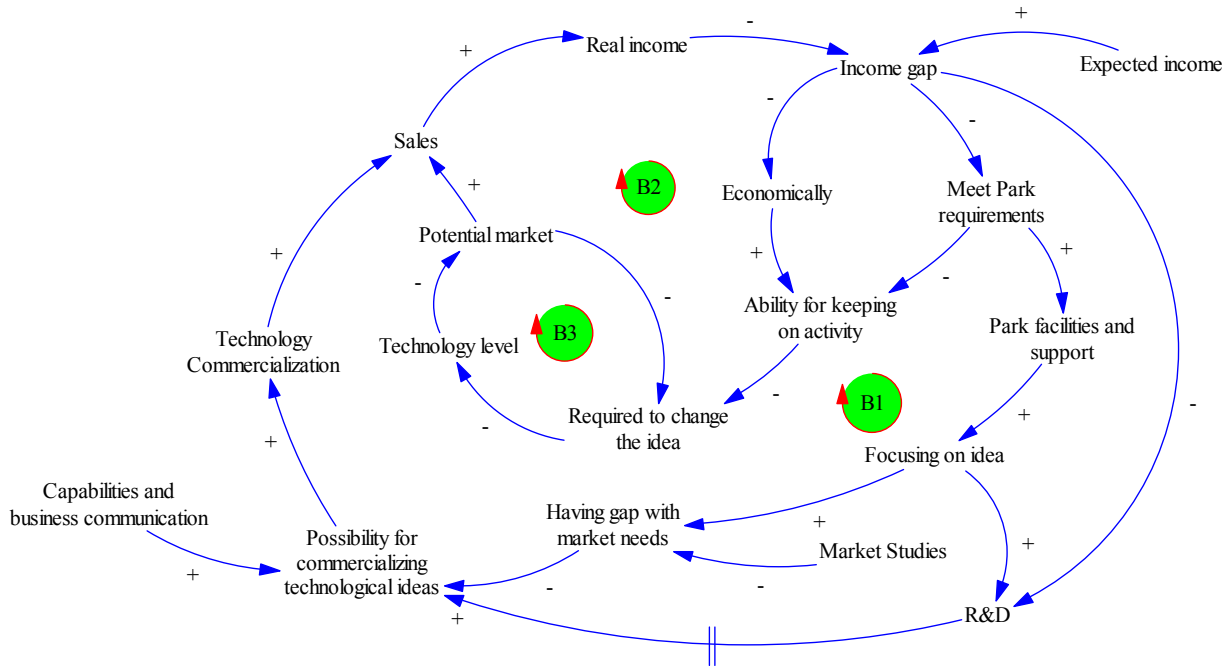 Real income
Income gap
Expected income
Sales
B2
Economically
Meet Park
requirements
Potential market
Ability for keeping
on activity
Park facilities and
support
Technology
Commercialization
Technology level
B3
B1
Required to change
the idea
Focusing on idea
Capabilities and
business communication
Having gap with
market needs
Market Studies
Possibility for
commercializing
technological ideas
R&D
+
-
+
-
-
-
+
+
+
-
-
-
-
+
+
-
-
+
+
+
+
-
-
+
+